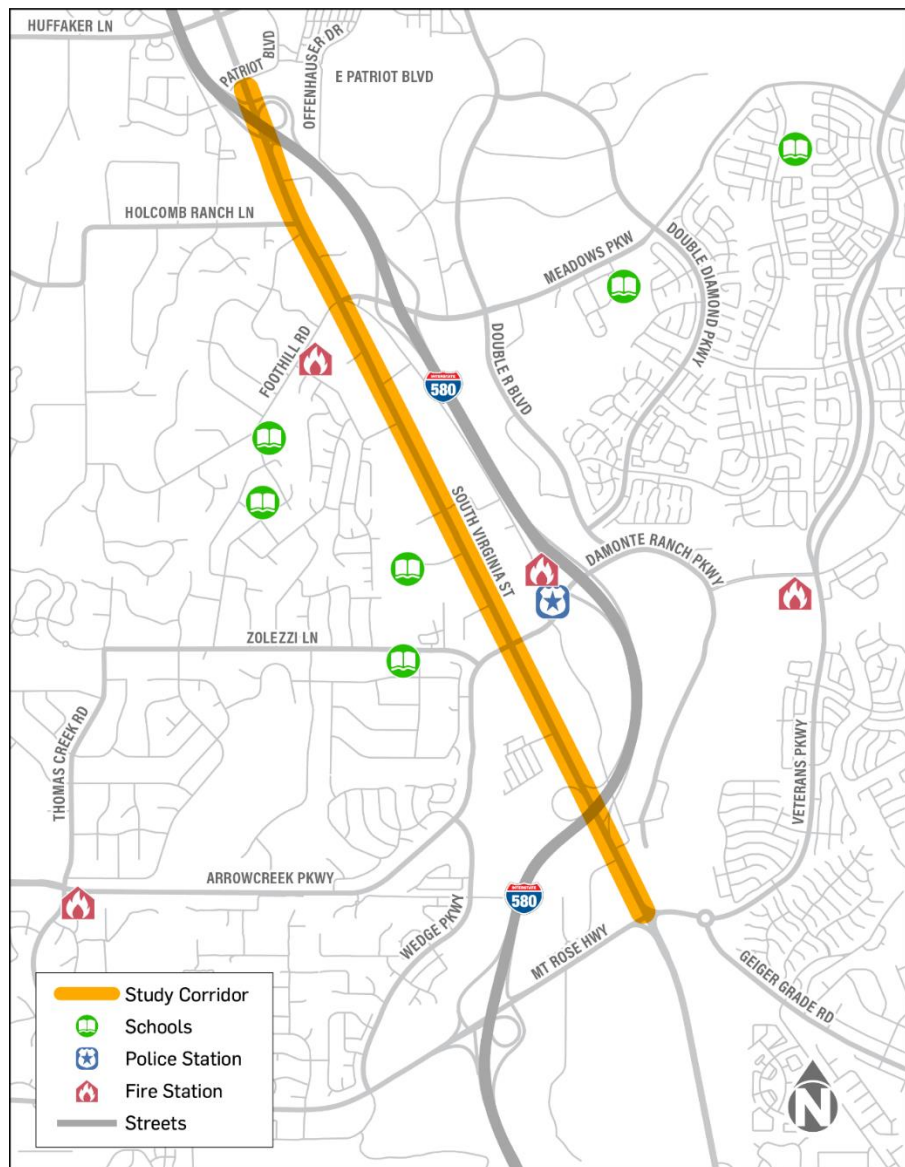 HUFFAKER LN
PATRIOT BLVD
OFFENHAUSER DR
E PATRIOT BLVD
HOLCOMB RANCH LN
MEADOWS PKW
DOUBLE DIAMOND PKWY
FOOTHILL RD
DOUBLE R BLVD
INTERSTATE
580
SOUTH VIRGINIA ST
DAMONTE RANCH PKWY
ZOLEZZI LN
THOMAS CREEK RD
VETERANS PKWY
ARROWCREEK PKWY
INTERSTATE
580
WEDGE PKWY
MT ROSE HWY
GEIGER GRADE RD
Study Corridor
Schools
Police Station
Fire Station
Streets
N